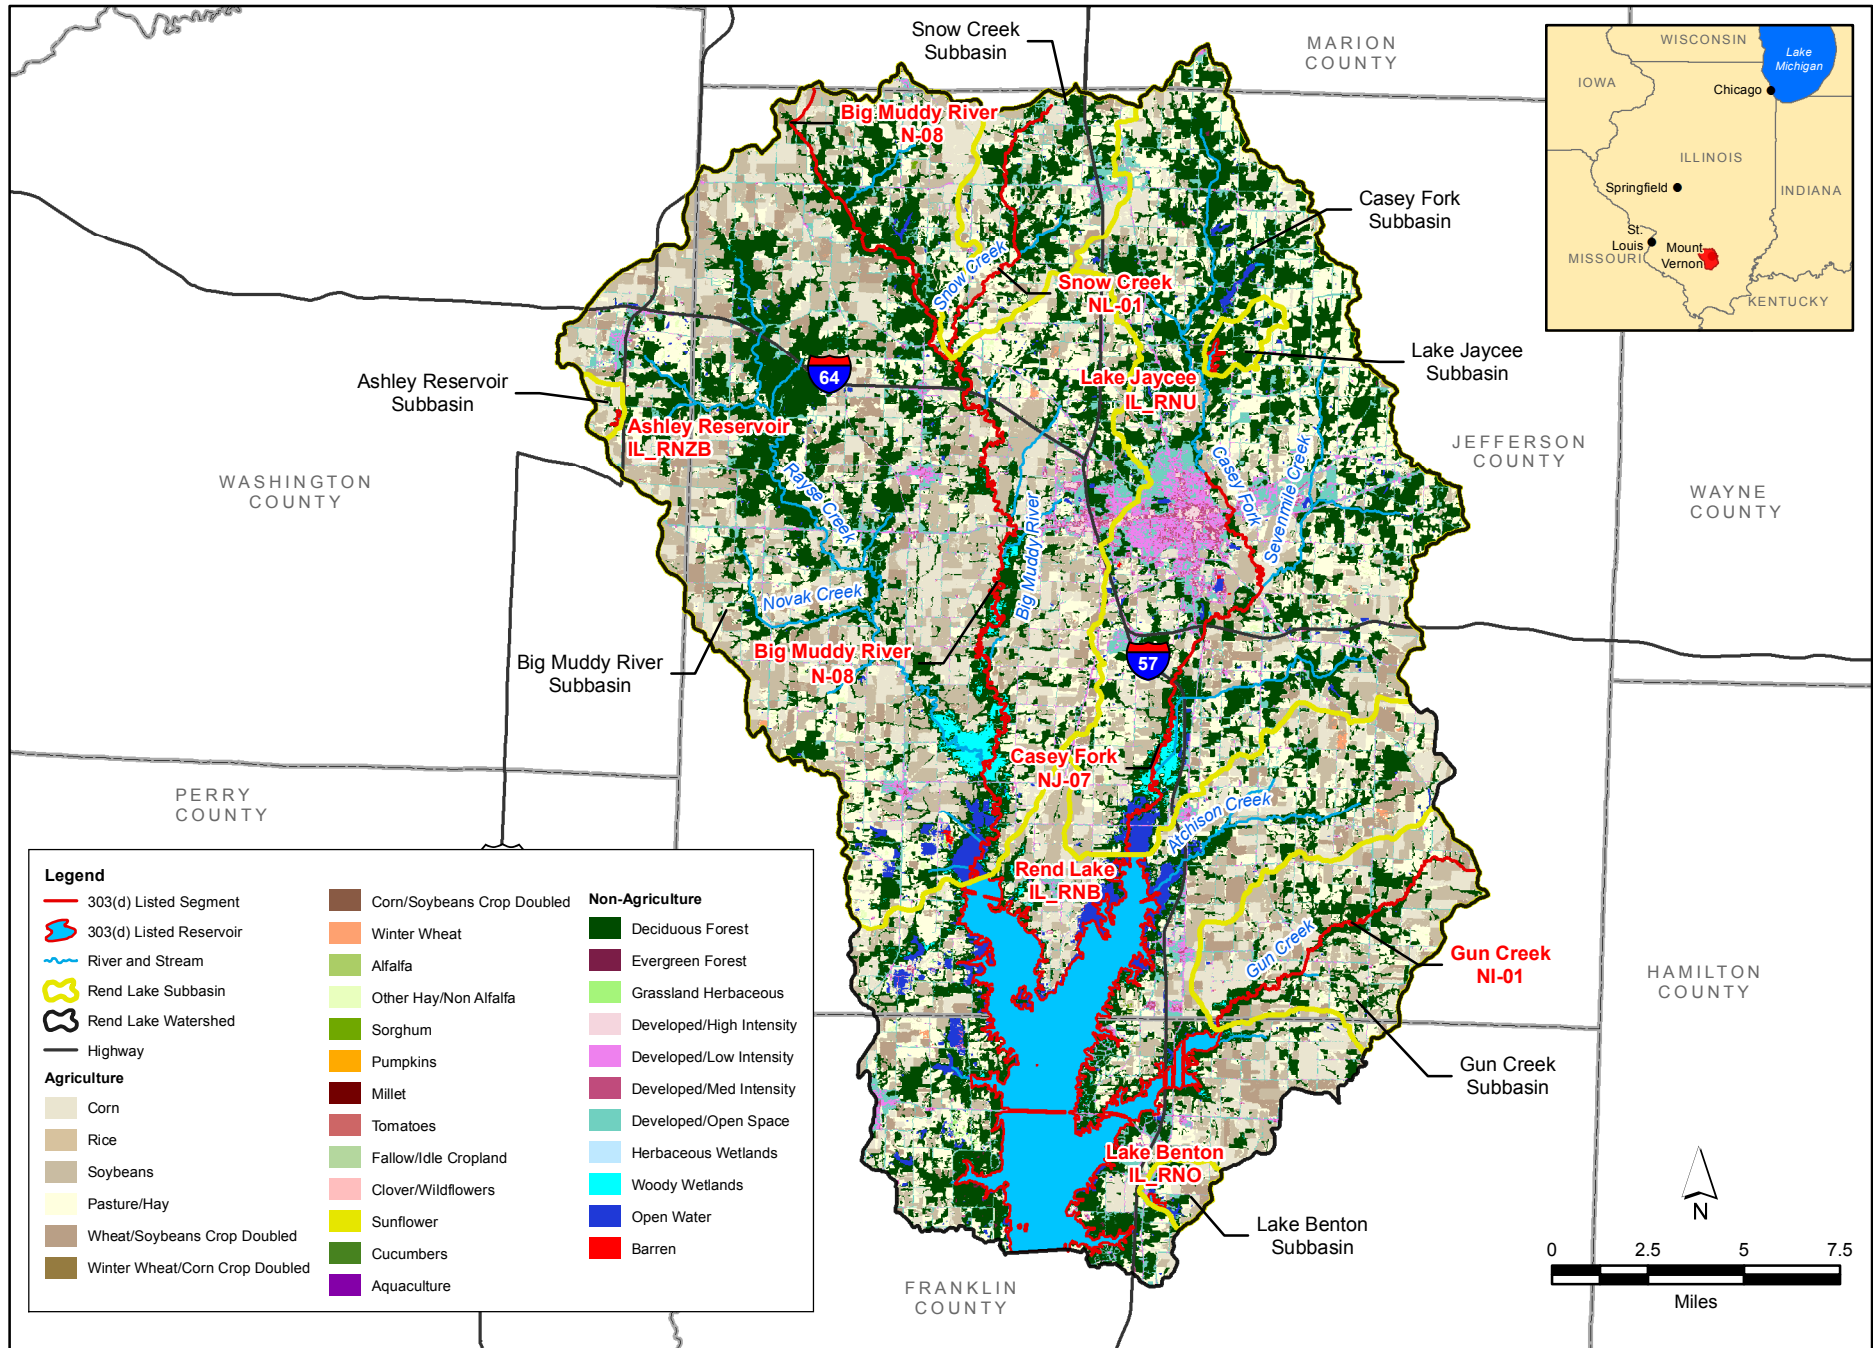 Snow Creek
Subbasin
MARION
COUNTY
WISCONSIN
Lake
Michigan
IOWA
Chicago
ILLINOIS
Springfield
INDIANA
St.
Louis
Mount
Vernon
MISSOURI
KENTUCKY
Big Muddy River
N-08
Casey Fork
Subbasin
Snow Creek
Snow Creek
NL-01
Lake Jaycee
Subbasin
64
Ashley Reservoir
Subbasin
Lake Jaycee
IL_RNU
Ashley Reservoir
IL_RNZB
JEFFERSON
COUNTY
WASHINGTON
COUNTY
WAYNE
COUNTY
Rayse Creek
Casey Fork
Sevenmile Creek
Big Muddy River
Novak Creek
Big Muddy River
N-08
Big Muddy River
Subbasin
57
Casey Fork
NJ-07
PERRY
COUNTY
Atchison Creek
Rend Lake
IL_RNB
Gun Creek
Gun Creek
NI-01
HAMILTON
COUNTY
Gun Creek
Subbasin
Lake Benton
IL_RNO
Lake Benton
Subbasin
FRANKLIN
COUNTY
N
0 2.5 5 7.5
Miles
Legend
303(d) Listed Segment
303(d) Listed Reservoir
River and Stream
Rend Lake Subbasin
Rend Lake Watershed
Highway
Agriculture
Corn
Rice
Soybeans
Pasture/Hay
Wheat/Soybeans Crop Doubled
Winter Wheat/Corn Crop Doubled
Corn/Soybeans Crop Doubled
Winter Wheat
Alfalfa
Other Hay/Non Alfalfa
Sorghum
Pumpkins
Millet
Tomatoes
Fallow/Idle Cropland
Clover/Wildflowers
Sunflower
Cucumbers
Aquaculture
Non-Agriculture
Deciduous Forest
Evergreen Forest
Grassland Herbaceous
Developed/High Intensity
Developed/Low Intensity
Developed/Med Intensity
Developed/Open Space
Herbaceous Wetlands
Woody Wetlands
Open Water
Barren